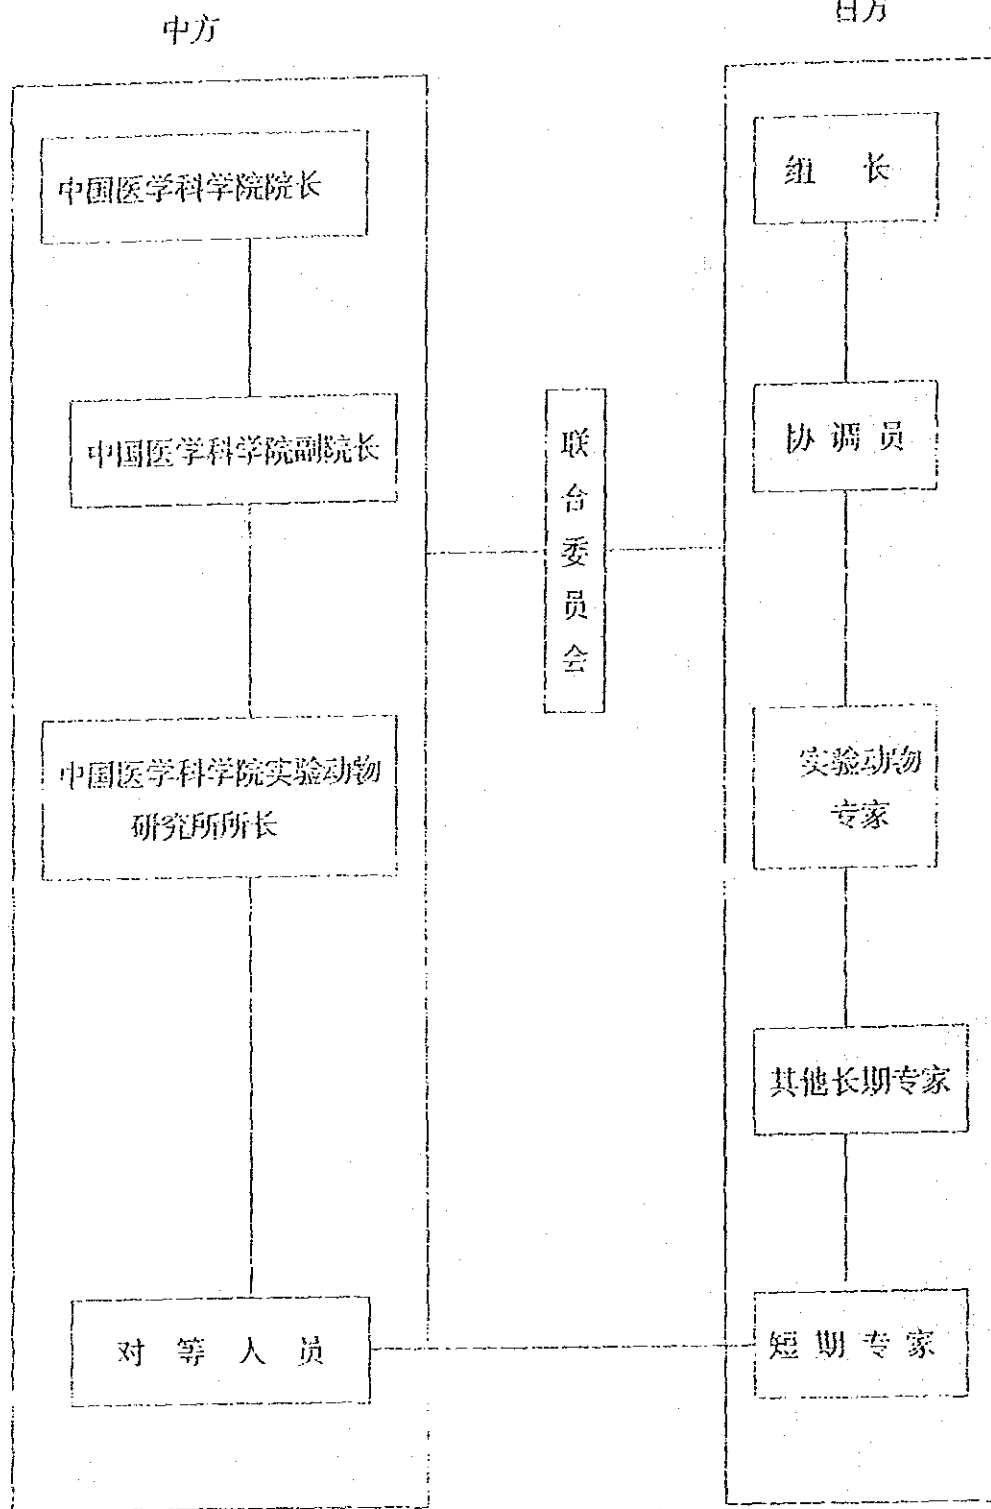 中方
日方
中国医学科学院院长
中国医学科学院副院长
中国医学科学院实验动物
研究所所长
对等人员
联合委员会
组长
协调员
实验动物
专家
其他长期专家
短期专家